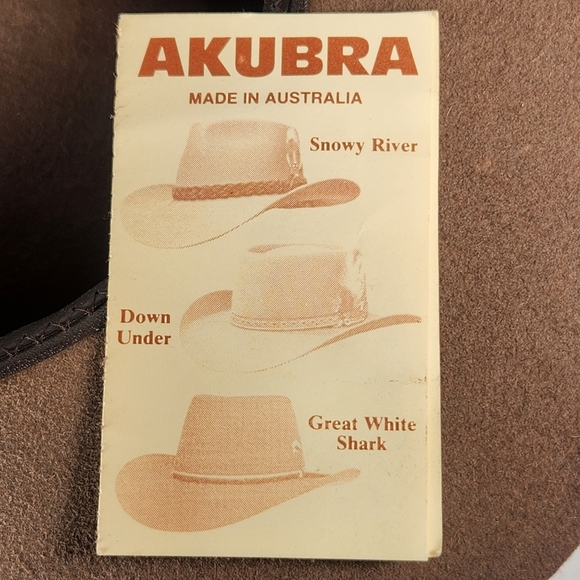 AKUBRA
MADE IN AUSTRALIA
Snowy River
Down
Under
Great White
Shark